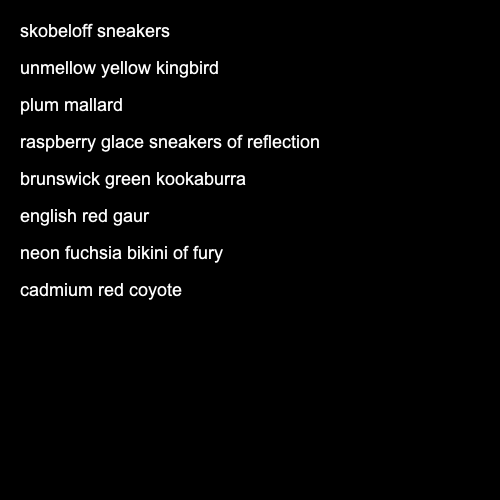 skobeloff sneakers
unmellow yellow kingbird
plum mallard
raspberry glace sneakers of reflection
brunswick green kookaburra
english red gaur
neon fuchsia bikini of fury
cadmium red coyote